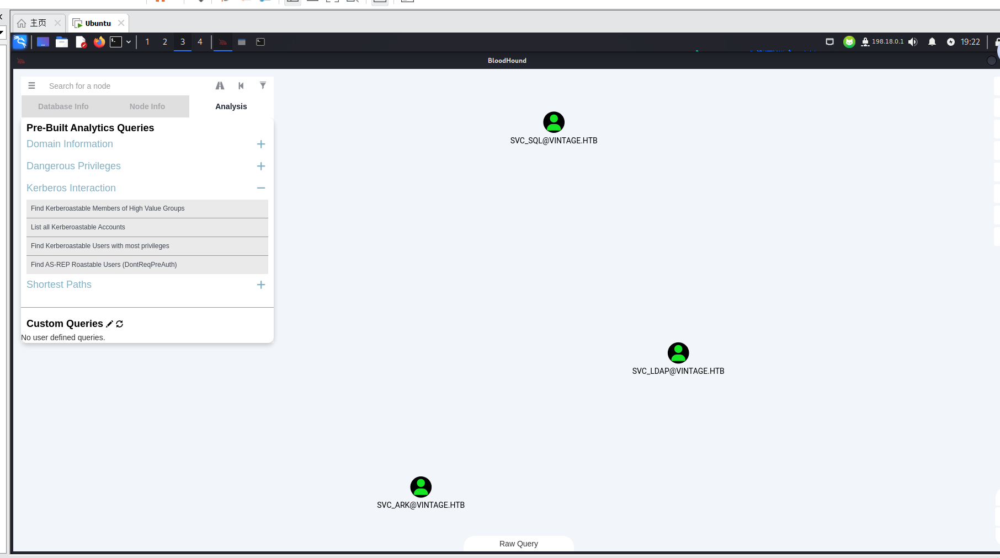 主页
Ubuntu
1 2 3 4
198.18.0.1
19:22
BloodHound
Search for a node
Database Info
Node Info
Analysis
Pre-Built Analytics Queries
Domain Information
Dangerous Privileges
Kerberos Interaction
Find Kerberoastable Members of High Value Groups
List all Kerberoastable Accounts
Find Kerberoastable Users with most privileges
Find AS-REP Roastable Users (DontReqPreAuth)
Shortest Paths
Custom Queries
No user defined queries.
SVC_SQL@VINTAGE.HTB
SVC_LDAP@VINTAGE.HTB
SVC_ARK@VINTAGE.HTB
Raw Query